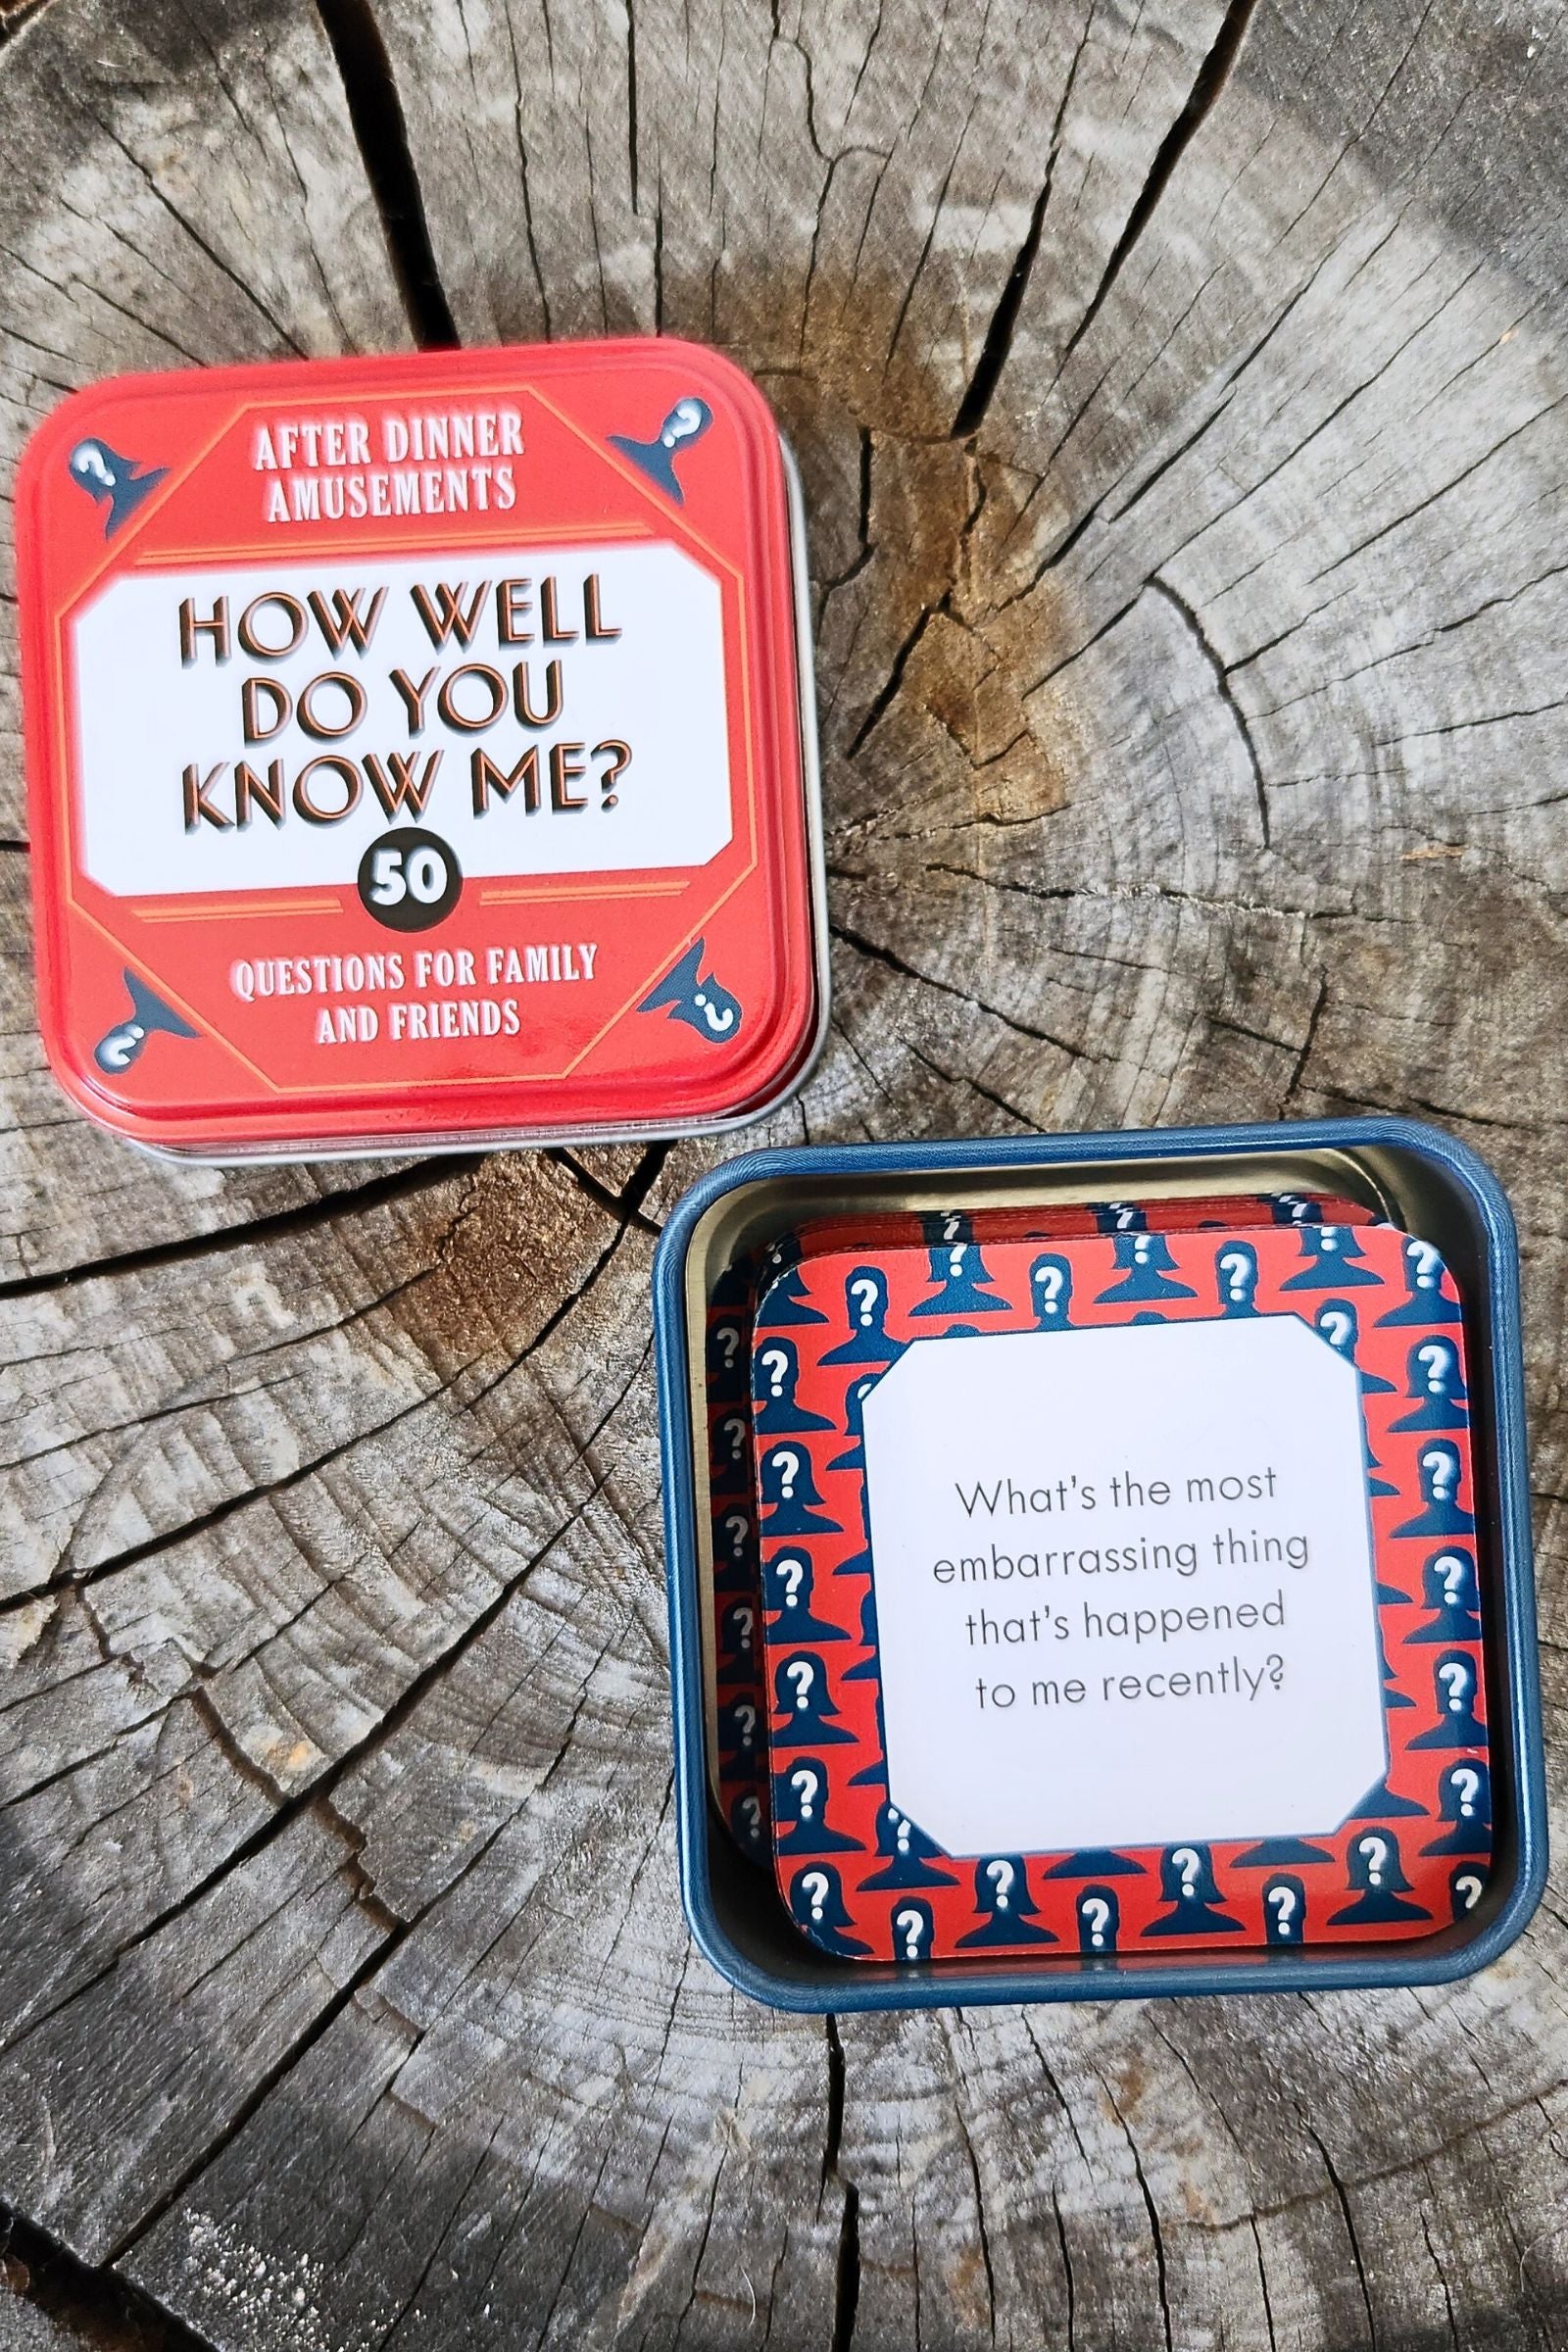 AFTER DINNER
AMUSEMENTS
HOW WELL
DO YOU
KNOW ME?
50
QUESTIONS FOR FAMILY
AND FRIENDS
What's the most
embarrassing thing
that's happened
to me recently?